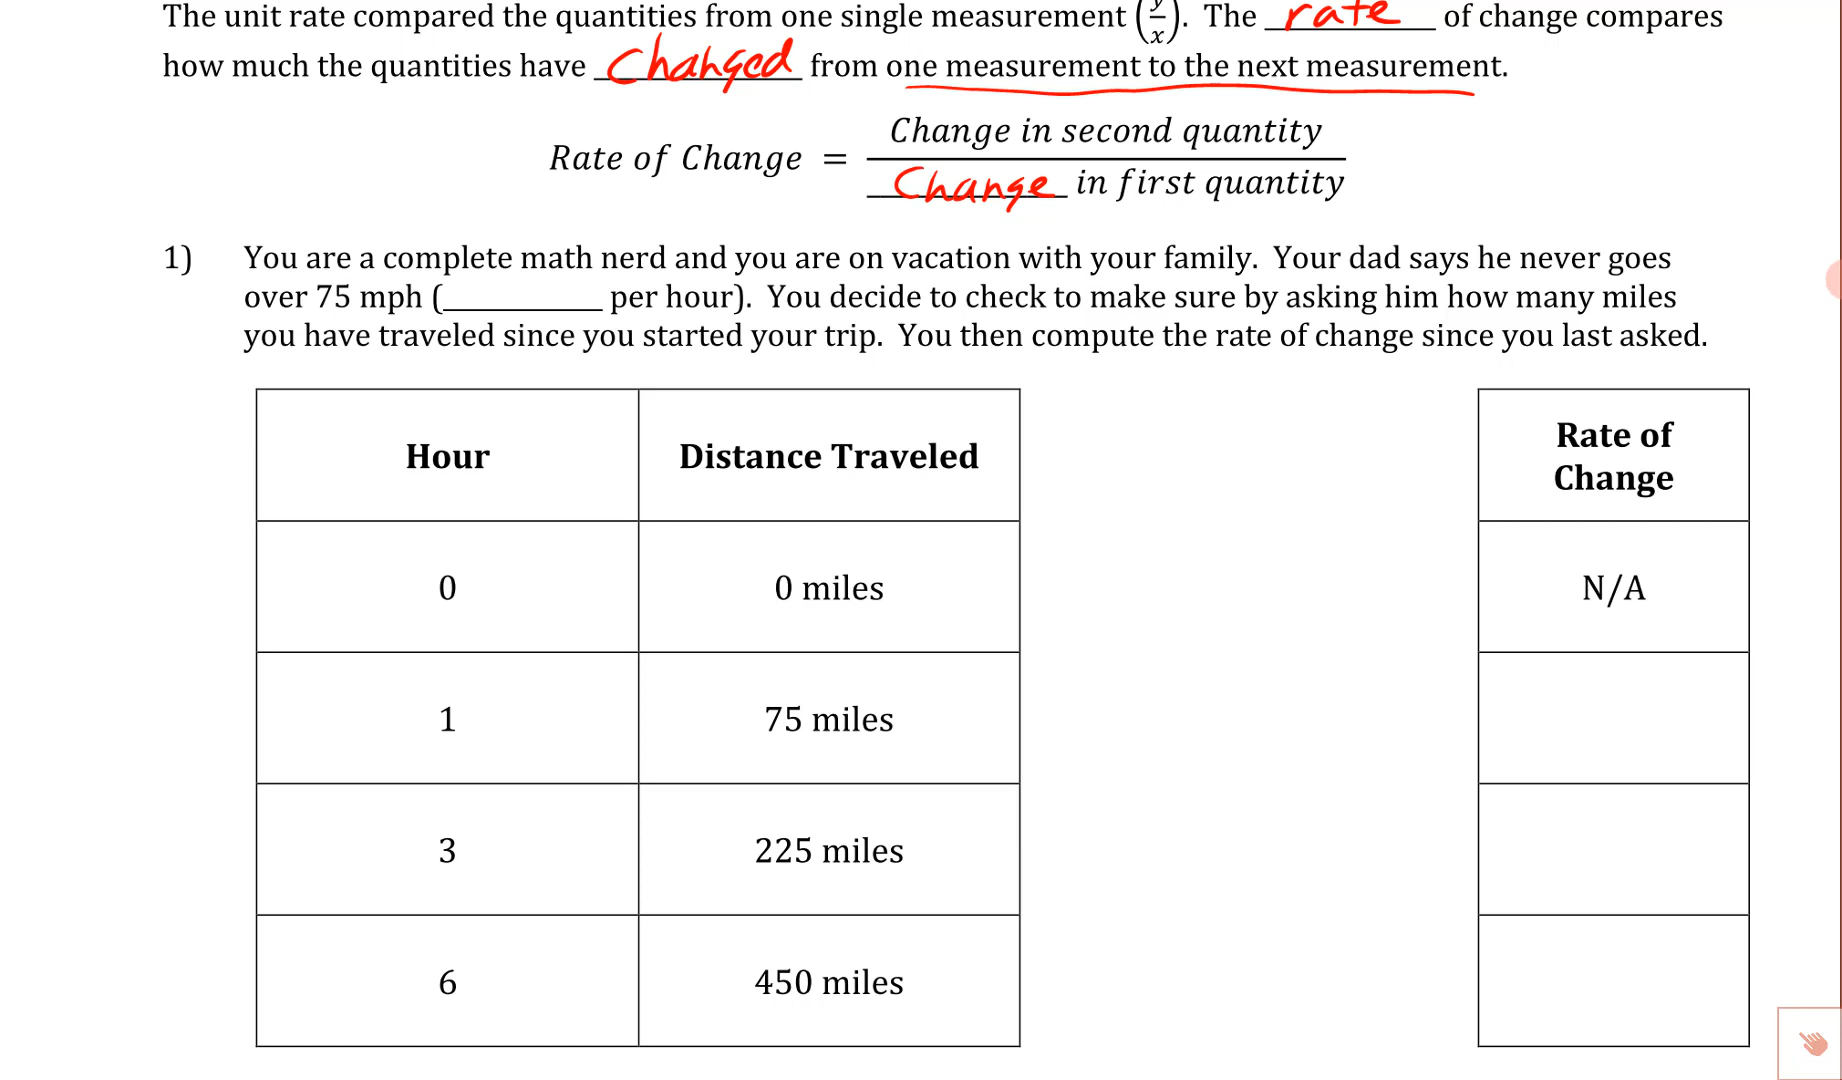 The unit rate compared the quantities from one single measurement (y/x). The rate of change compares
how much the quantities have changed from one measurement to the next measurement.
Rate of Change = Change in second quantity
Change in first quantity
1) You are a complete math nerd and you are on vacation with your family. Your dad says he never goes
over 75 mph (__________ per hour). You decide to check to make sure by asking him how many miles
you have traveled since you started your trip. You then compute the rate of change since you last asked.
Hour Distance Traveled Rate of Change
0 0 miles N/A
1 75 miles
3 225 miles
6 450 miles